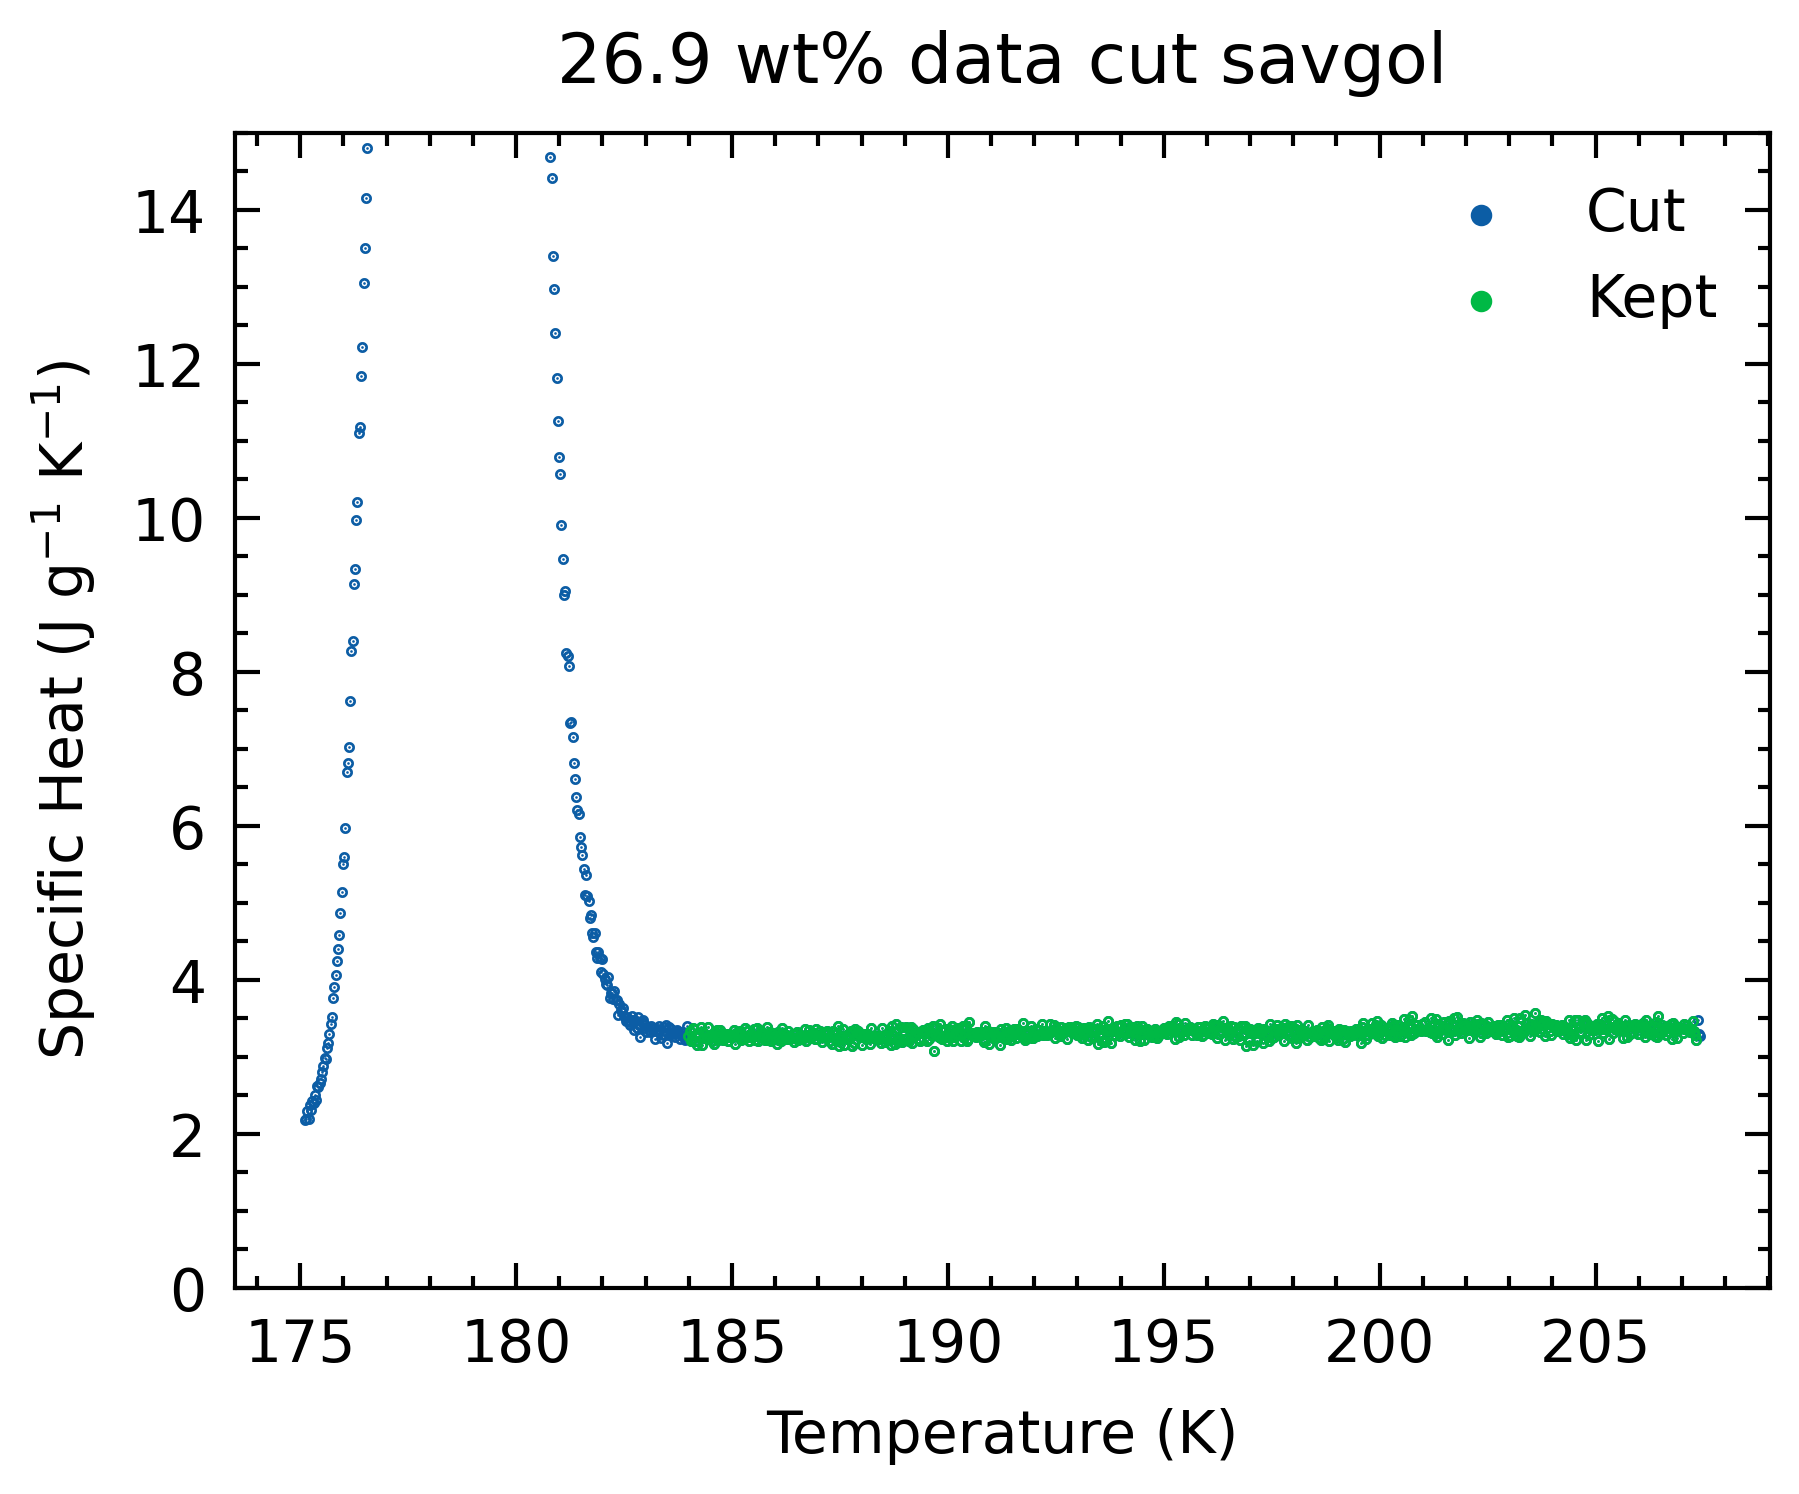 26.9 wt% data cut savgol
Cut
Kept
Specific Heat (J g⁻¹ K⁻¹)
14
12
10
8
6
4
2
0
175 180 185 190 195 200 205
Temperature (K)